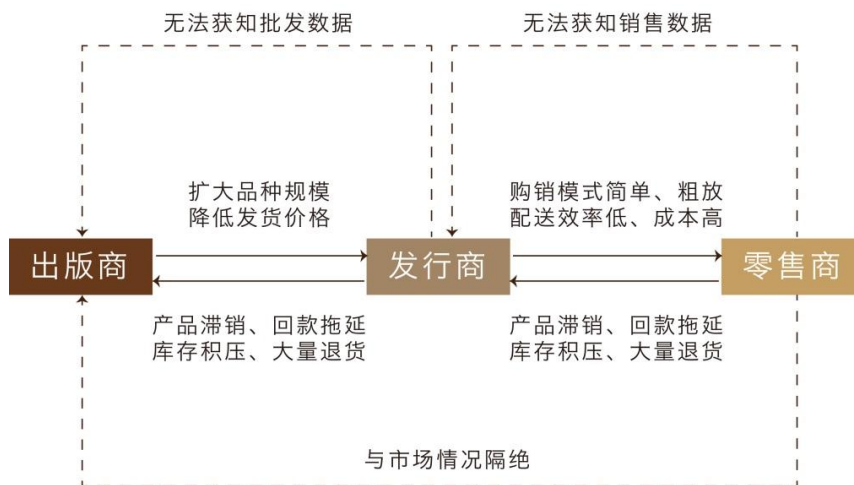 无法获知批发数据
无法获知销售数据
扩大品种规模
降低发货价格
购销模式简单、粗放
配送效率低、成本高
出版商
发行商
零售商
产品滞销、回款拖延
库存积压、大量退货
产品滞销、回款拖延
库存积压、大量退货
与市场情况隔绝